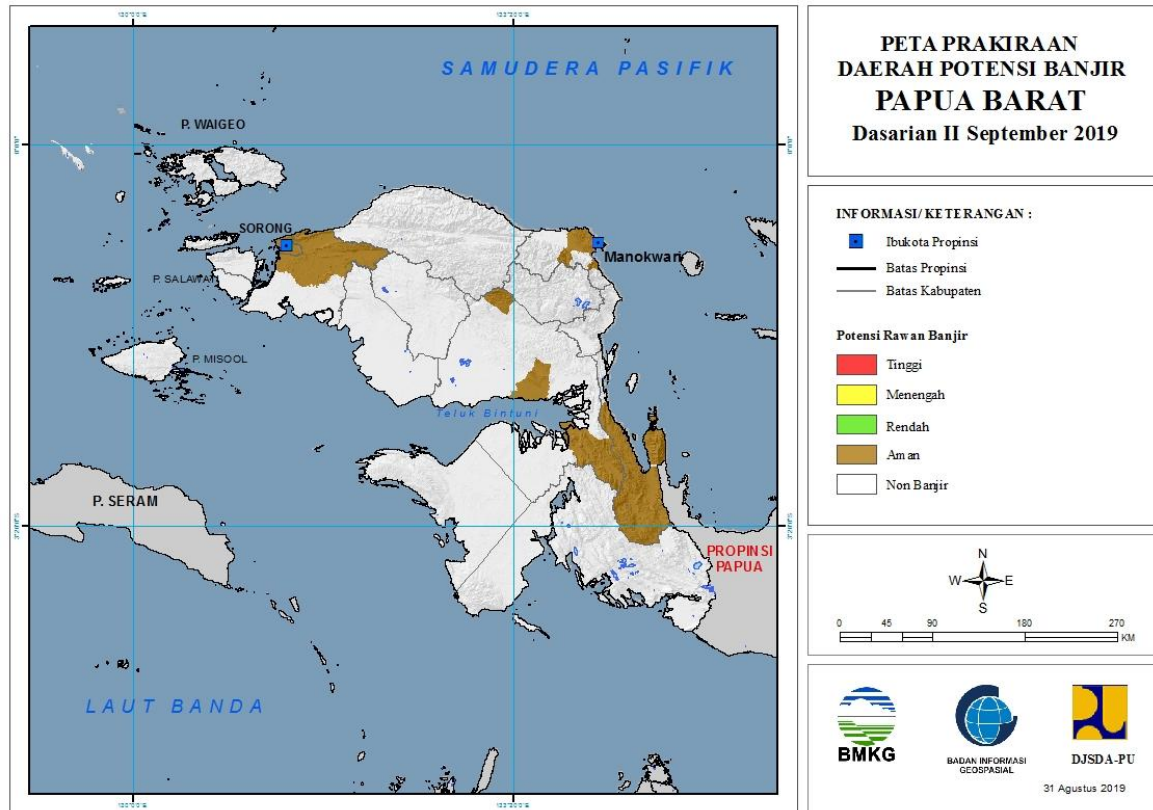 PETA PRAKIRAAN
DAERAH POTENSI BANJIR
PAPUA BARAT
Dasarian II September 2019
SAMUDERA PASIFIK
P. WAIGEO
SORONG
Manokwari
P. SALAWATI
P. MISOOL
Teluk Bintuni
P. SERAM
PROPINSI
PAPUA
LAUT BANDA
INFORMASI/ KETERANGAN :
Ibukota Propinsi
Batas Propinsi
Batas Kabupaten
Potensi Rawan Banjir
Tinggi
Menengah
Rendah
Aman
Non Banjir
N
W E
S
0 45 90 180 270
KM
BMKG
BADAN INFORMASI
GEOSPASIAL
DJSDA-PU
31 Agustus 2019